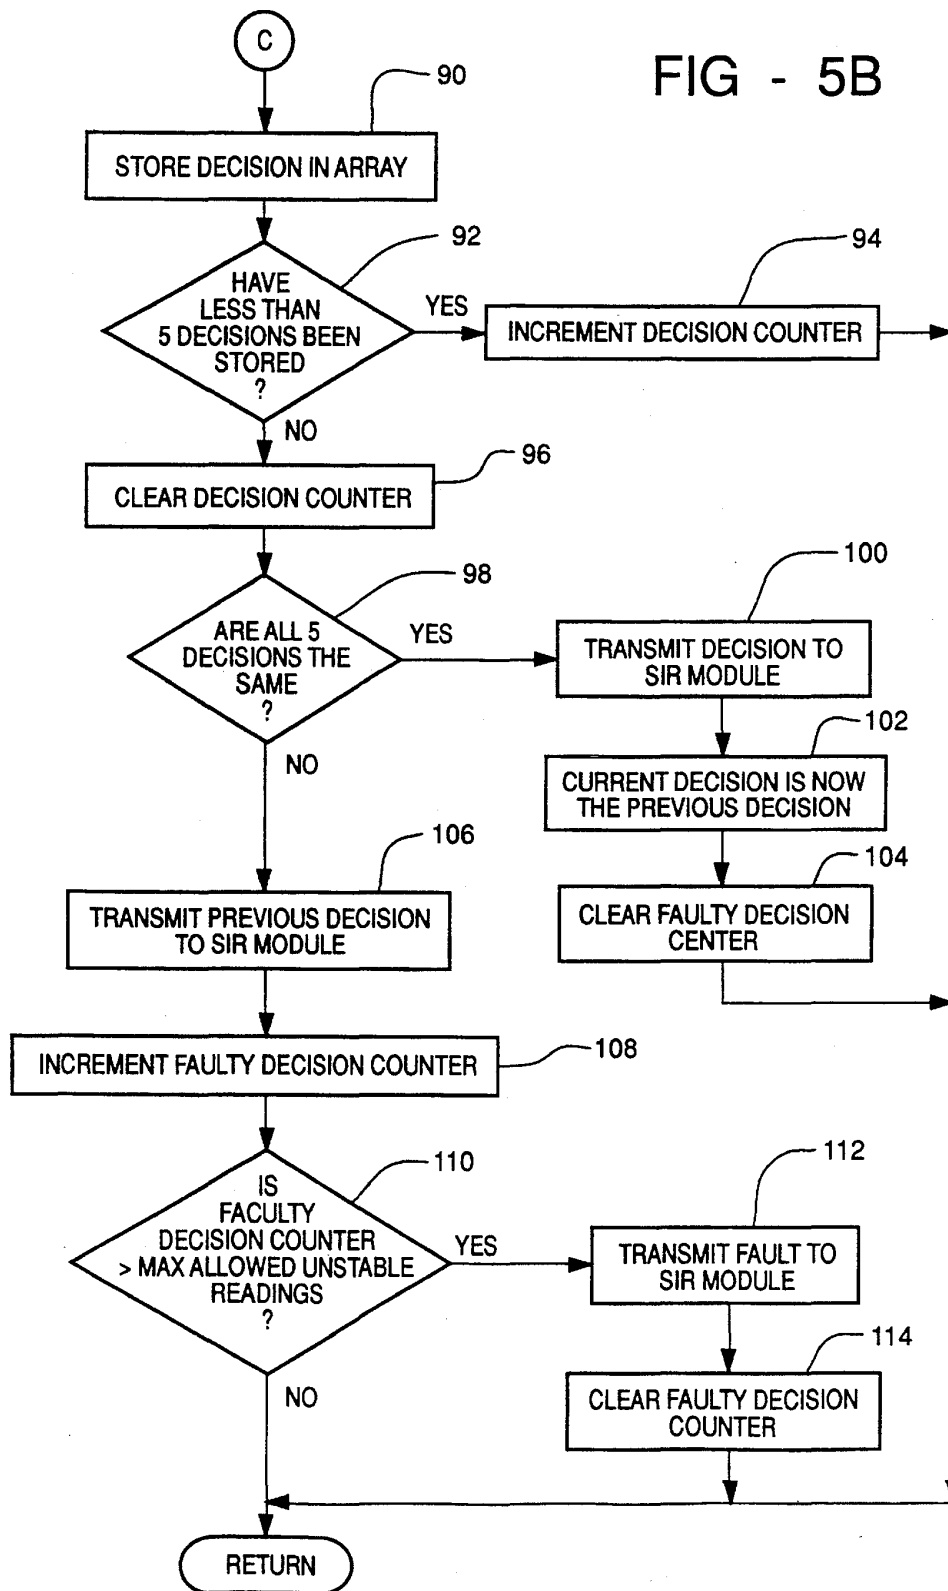 C
FIG - 5B
90
STORE DECISION IN ARRAY
92
HAVE
LESS THAN
5 DECISIONS BEEN
STORED
?
YES
94
INCREMENT DECISION COUNTER
NO
96
CLEAR DECISION COUNTER
98
ARE ALL 5
DECISIONS THE
SAME
?
YES
100
TRANSMIT DECISION TO
SIR MODULE
102
CURRENT DECISION IS NOW
THE PREVIOUS DECISION
104
CLEAR FAULTY DECISION
CENTER
NO
106
TRANSMIT PREVIOUS DECISION
TO SIR MODULE
108
INCREMENT FAULTY DECISION COUNTER
110
IS
FACULTY
DECISION COUNTER
> MAX ALLOWED UNSTABLE
READINGS
?
YES
112
TRANSMIT FAULT TO
SIR MODULE
114
CLEAR FAULTY DECISION
COUNTER
NO
RETURN